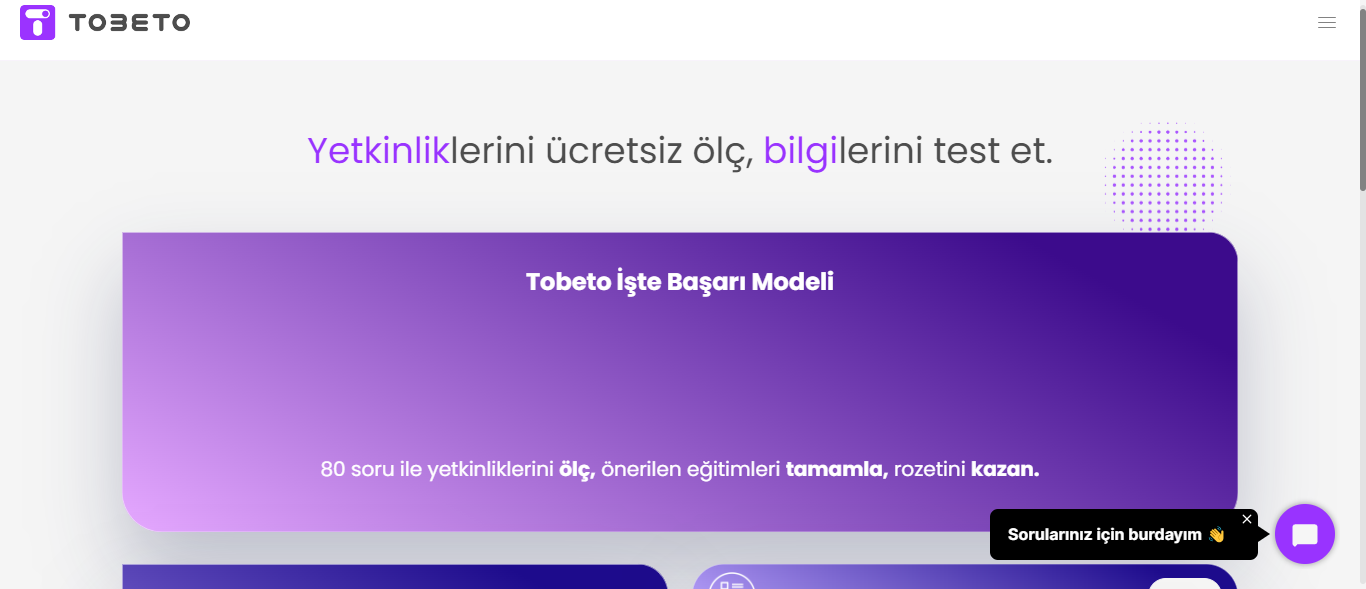 TOBETO
Yetkinliklerini ücretsiz ölç, bilgilerini test et.
Tobeto İşte Başarı Modeli
80 soru ile yetkinliklerini ölç, önerilen eğitimleri tamamla, rozetini kazan.
Sorularınız için burdayım 👋